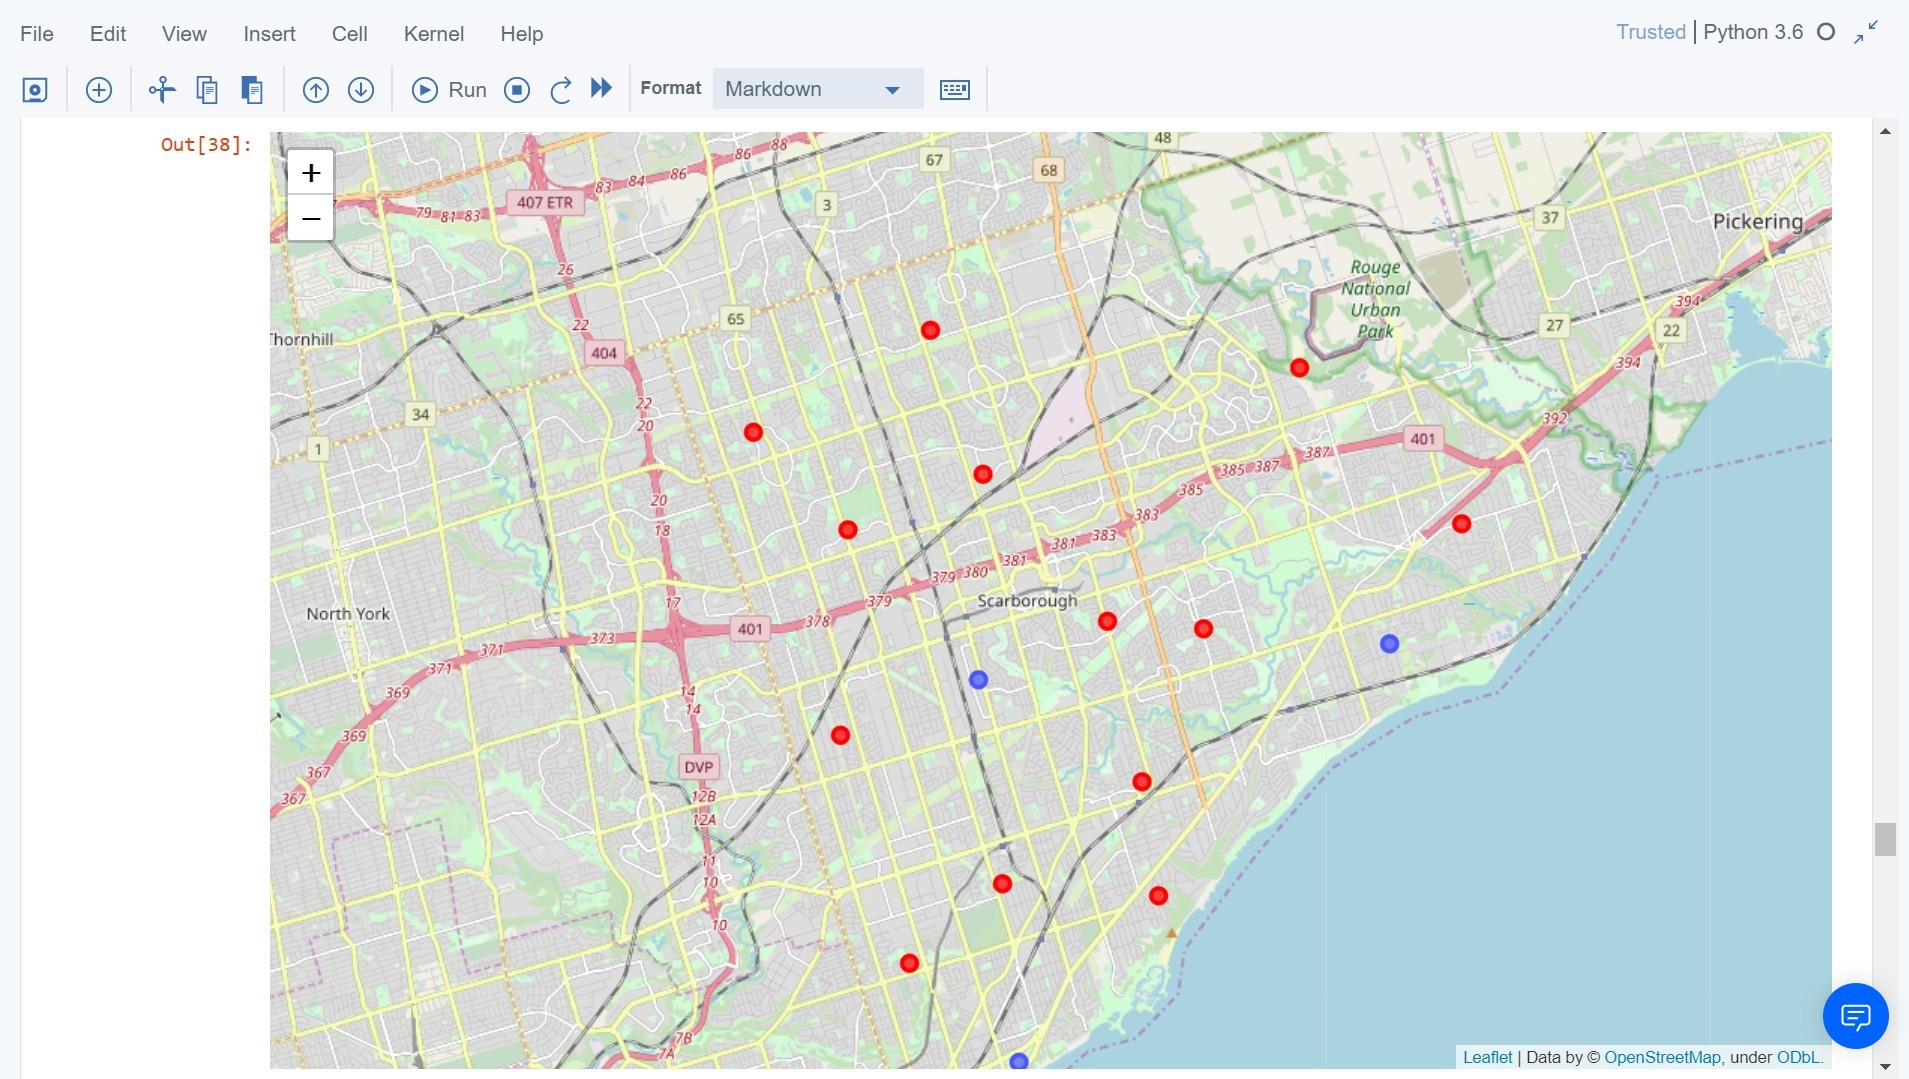 File Edit View Insert Cell Kernel Help
Trusted | Python 3.6
Run Format Markdown
Out[38]:
+
−
48
88
86
67
68
83 84 86
407 ETR
3
79 81 83
37
Pickering
26
Rouge
National
Urban
Park
394
65
22
27
22
Thornhill
404
394
22
34
20
392
1
401
387
385 387
385
20
18
383
383
381
381
379 380
17
379
Scarborough
North York
378
401
373
371
371
369
14
14
369
DVP
367
12B
367
12A
11
10
10
7B
7A
Leaflet | Data by © OpenStreetMap, under ODbL.